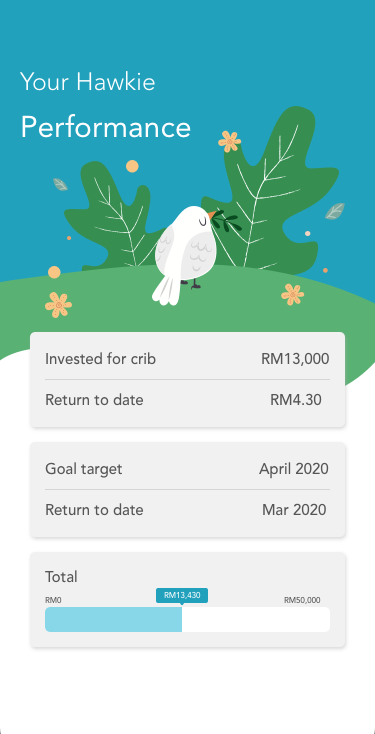 Your Hawkie
Performance
Invested for crib RM13,000
Return to date RM4.30
Goal target April 2020
Return to date Mar 2020
Total
RM0 RM13,430 RM50,000